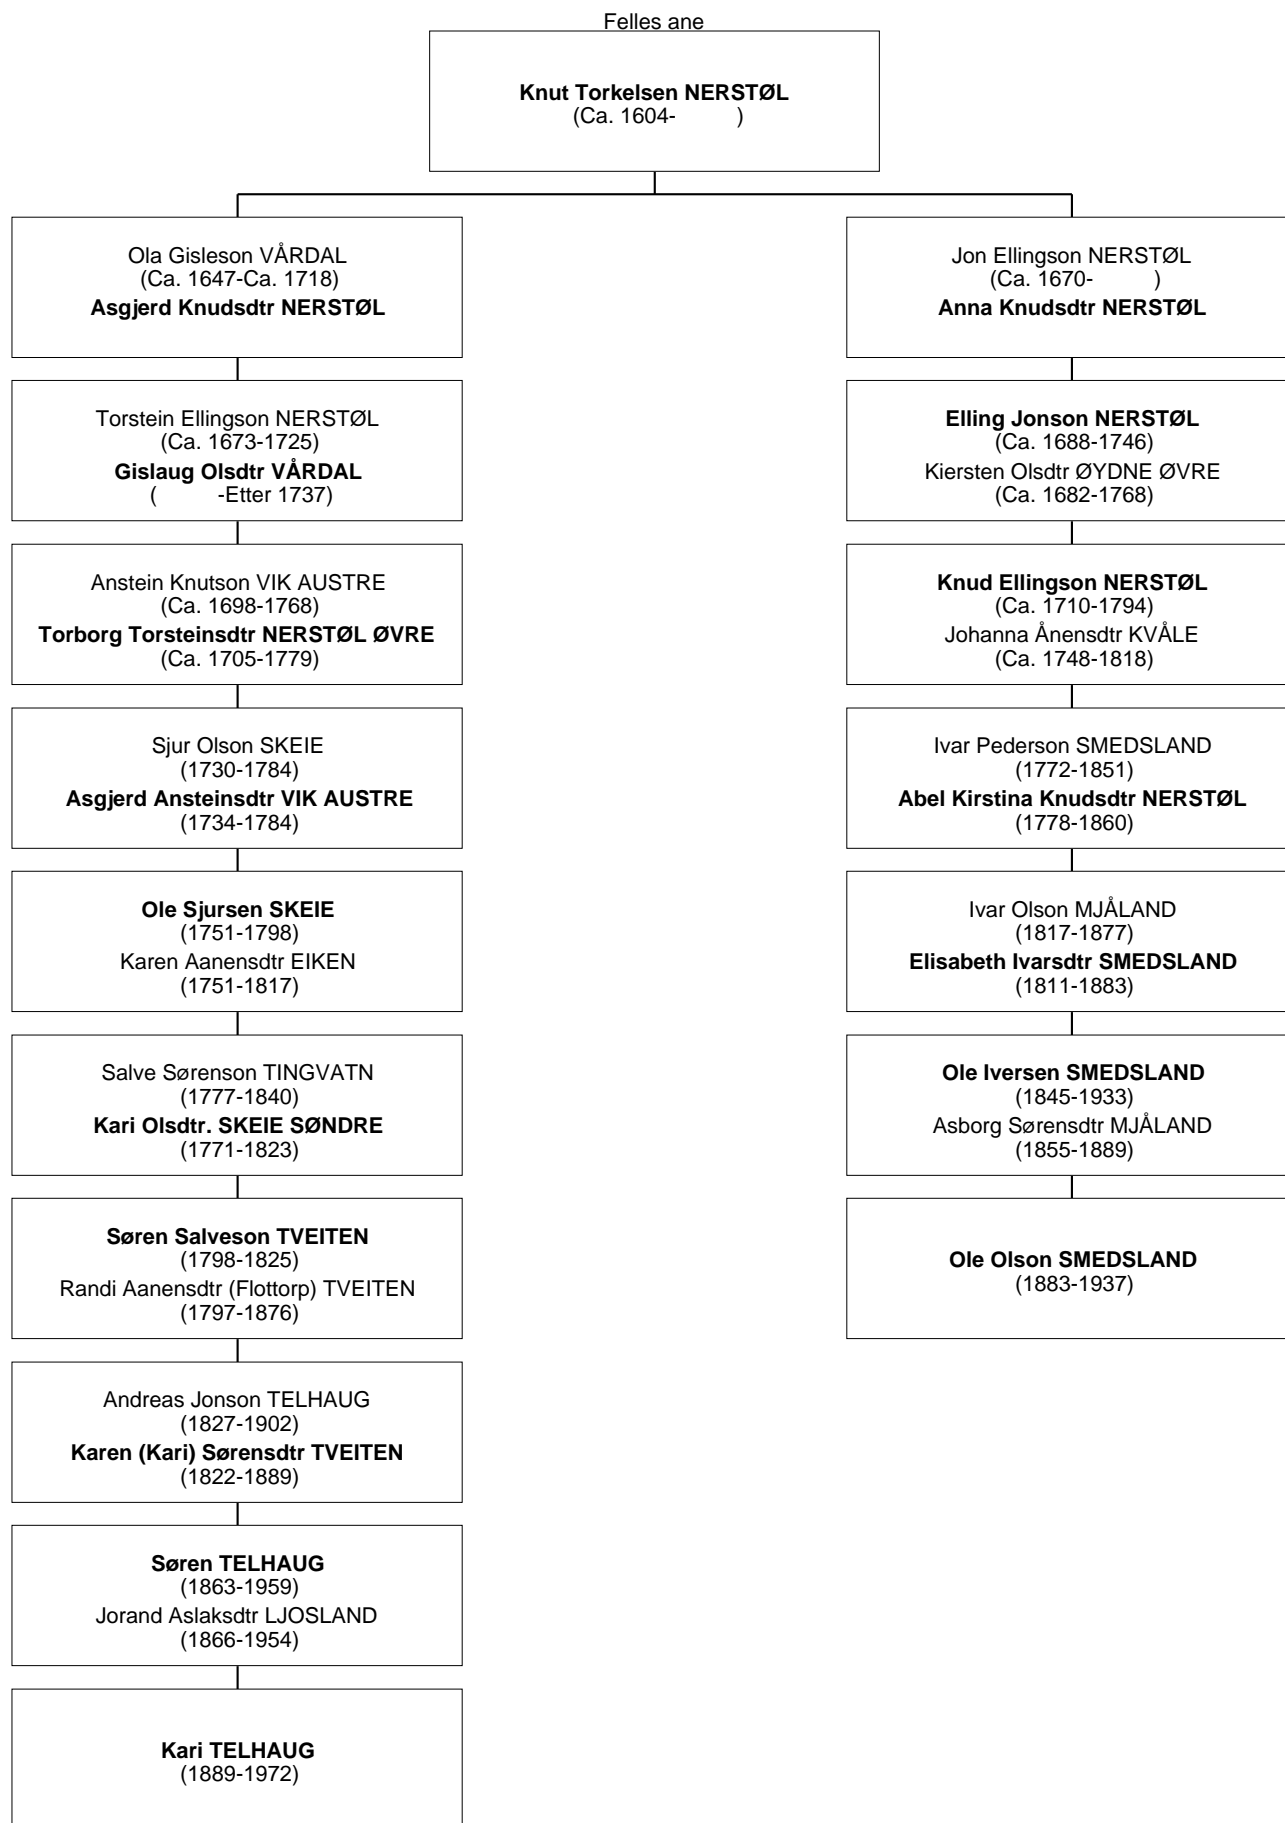 Felles ane
Knut Torkelsen NERSTØL
(Ca. 1604- )
Ola Gisleson VÅRDAL
(Ca. 1647-Ca. 1718)
Asgjerd Knudsdtr NERSTØL
Torstein Ellingson NERSTØL
(Ca. 1673-1725)
Gislaug Olsdtr VÅRDAL
( -Etter 1737)
Anstein Knutson VIK AUSTRE
(Ca. 1698-1768)
Torborg Torsteinsdtr NERSTØL ØVRE
(Ca. 1705-1779)
Sjur Olson SKEIE
(1730-1784)
Asgjerd Ansteinsdtr VIK AUSTRE
(1734-1784)
Ole Sjursen SKEIE
(1751-1798)
Karen Aanensdtr EIKEN
(1751-1817)
Salve Sørenson TINGVATN
(1777-1840)
Kari Olsdtr. SKEIE SØNDRE
(1771-1823)
Søren Salveson TVEITEN
(1798-1825)
Randi Aanensdtr (Flottorp) TVEITEN
(1797-1876)
Andreas Jonson TELHAUG
(1827-1902)
Karen (Kari) Sørensdtr TVEITEN
(1822-1889)
Søren TELHAUG
(1863-1959)
Jorand Aslaksdtr LJOSLAND
(1866-1954)
Kari TELHAUG
(1889-1972)
Jon Ellingson NERSTØL
(Ca. 1670- )
Anna Knudsdtr NERSTØL
Elling Jonson NERSTØL
(Ca. 1688-1746)
Kiersten Olsdtr ØYDNE ØVRE
(Ca. 1682-1768)
Knud Ellingson NERSTØL
(Ca. 1710-1794)
Johanna Ånensdtr KVÅLE
(Ca. 1748-1818)
Ivar Pederson SMEDSLAND
(1772-1851)
Abel Kirstina Knudsdtr NERSTØL
(1778-1860)
Ivar Olson MJÅLAND
(1817-1877)
Elisabeth Ivarsdtr SMEDSLAND
(1811-1883)
Ole Iversen SMEDSLAND
(1845-1933)
Asborg Sørensdtr MJÅLAND
(1855-1889)
Ole Olson SMEDSLAND
(1883-1937)